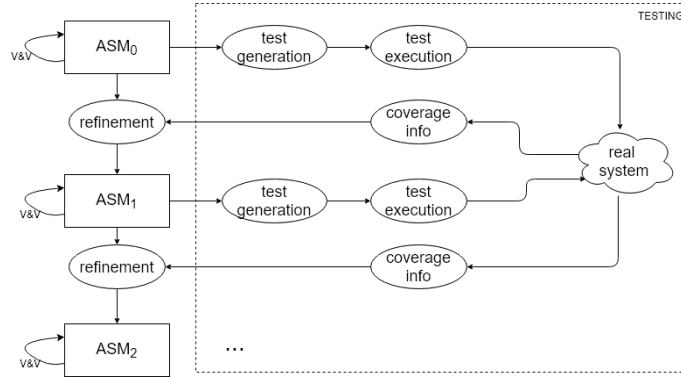 TESTING
V&V
ASM0
test
generation
test
execution
refinement
coverage
info
real
system
V&V
ASM1
test
generation
test
execution
refinement
coverage
info
V&V
ASM2
...